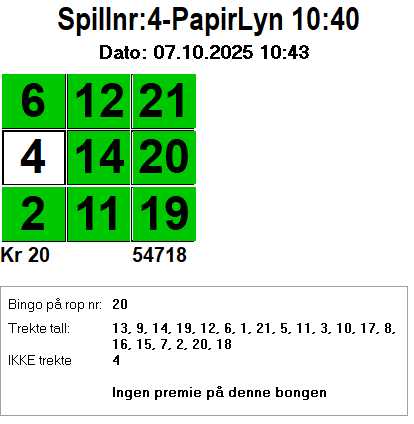 Spillnr:4-PapirLyn 10:40
Dato: 07.10.2025 10:43
6 12 21
4 14 20
2 11 19
Kr 20 54718
Bingo på rop nr: 20
Trekte tall: 13, 9, 14, 19, 12, 6, 1, 21, 5, 11, 3, 10, 17, 8,
16, 15, 7, 2, 20, 18
IKKE trekte 4
Ingen premie på denne bongen